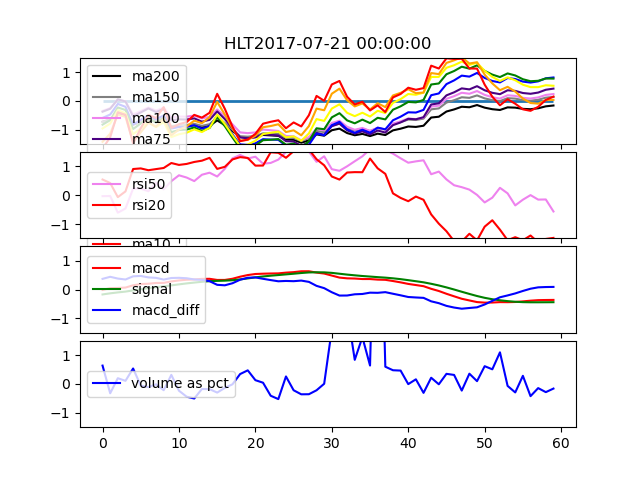 HLT2017-07-21 00:00:00
1
0
−1
ma200
ma150
ma100
ma75
1
0
−1
rsi50
rsi20
ma10
1
0
−1
macd
signal
macd_diff
1
0
−1
volume as pct
0 10 20 30 40 50 60